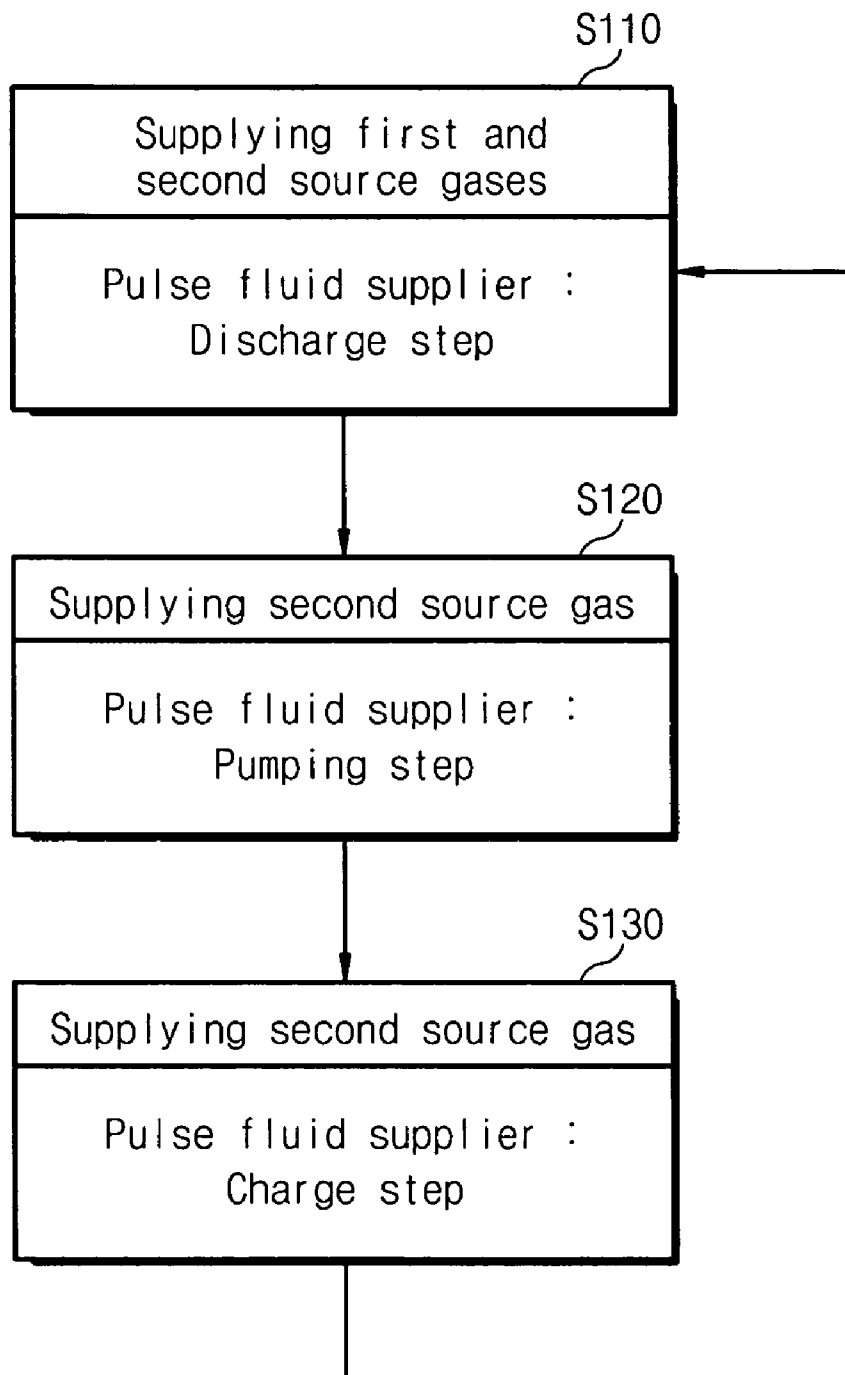 S110
Supplying first and
second source gases
Pulse fluid supplier :
Discharge step
S120
Supplying second source gas
Pulse fluid supplier :
Pumping step
S130
Supplying second source gas
Pulse fluid supplier :
Charge step